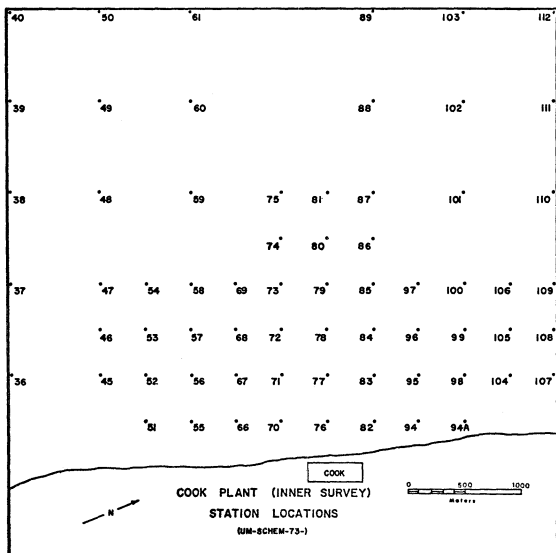 40 50 61 89 103 112
39 49 60 88 102 111
38 48 59 75 81 87 101 110
74 80 86
37 47 54 58 69 73 79 85 97 100 106 109
46 53 57 68 72 78 84 96 99 105 108
36 45 52 56 67 71 77 83 95 98 104 107
51 55 66 70 76 82 94 94A
COOK
COOK PLANT (INNER SURVEY)
0 500 1000
Meters
N
STATION LOCATIONS
(UM-8CHEM-73-)